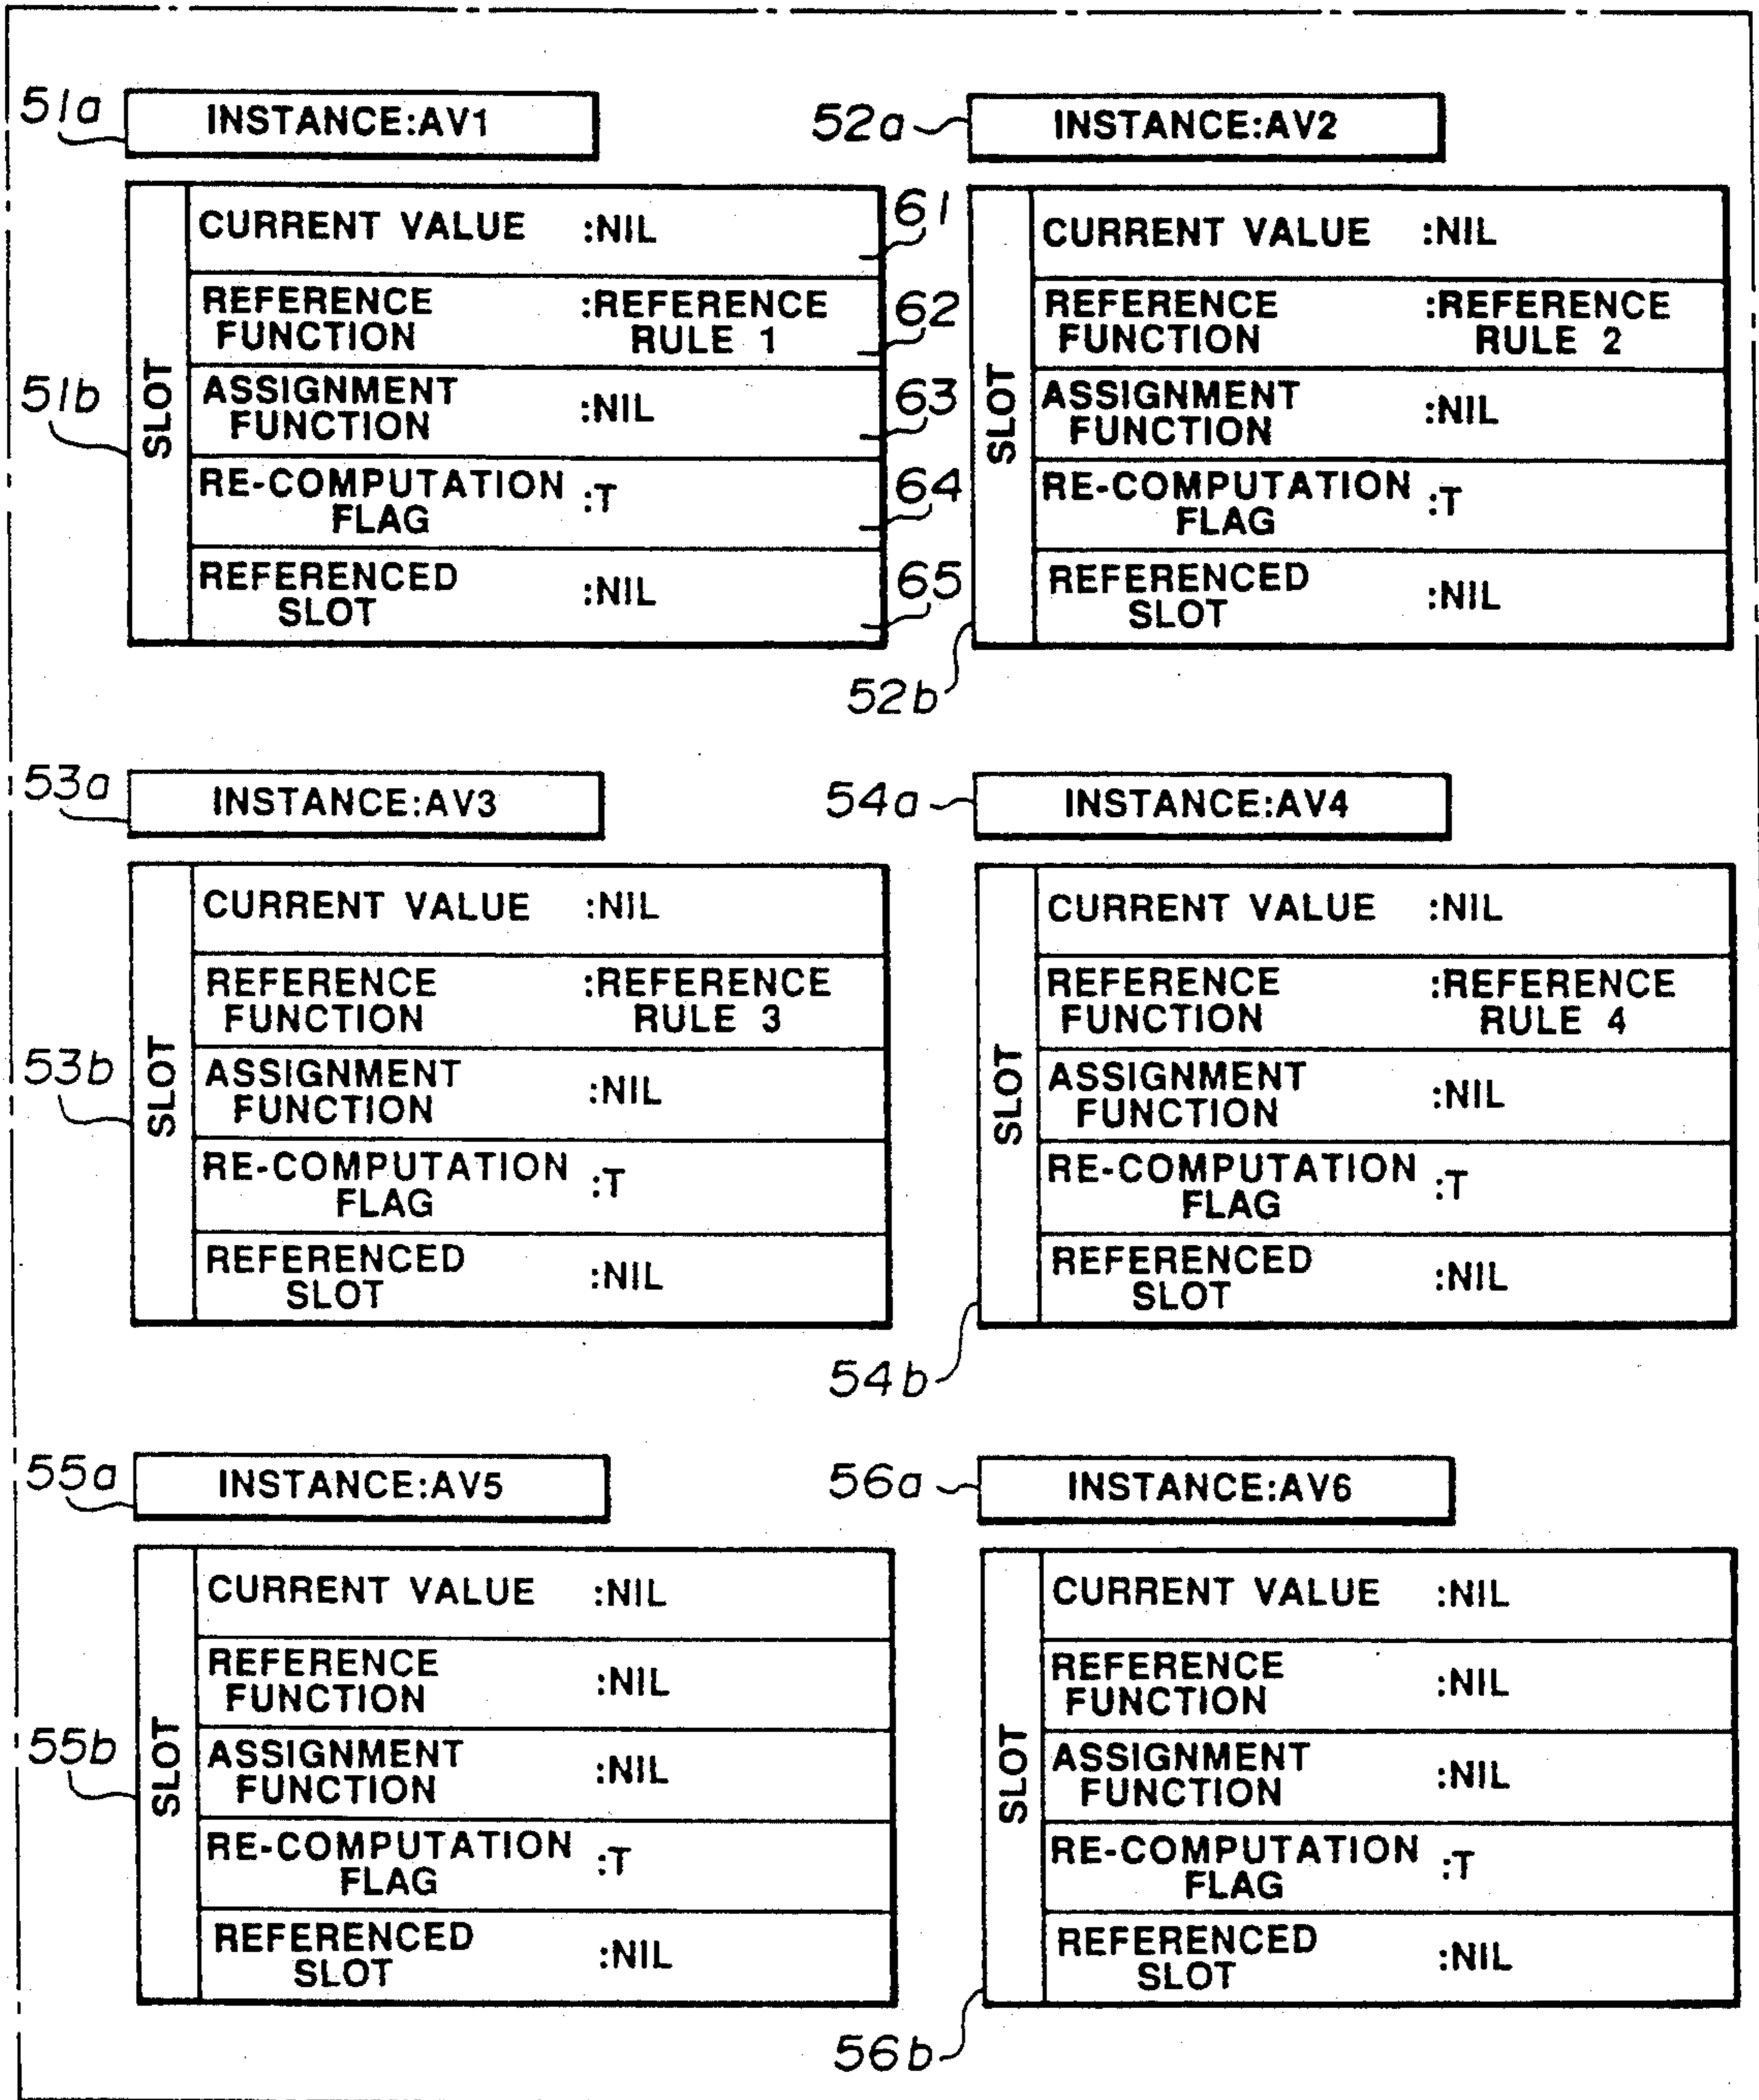 51a
INSTANCE:AV1
51b
SLOT
CURRENT VALUE :NIL
61
REFERENCE FUNCTION :REFERENCE RULE 1
62
ASSIGNMENT FUNCTION :NIL
63
RE-COMPUTATION FLAG :T
64
REFERENCED SLOT :NIL
65
52a
INSTANCE:AV2
SLOT
CURRENT VALUE :NIL
REFERENCE FUNCTION :REFERENCE RULE 2
ASSIGNMENT FUNCTION :NIL
RE-COMPUTATION FLAG :T
REFERENCED SLOT :NIL
52b
53a
INSTANCE:AV3
53b
SLOT
CURRENT VALUE :NIL
REFERENCE FUNCTION :REFERENCE RULE 3
ASSIGNMENT FUNCTION :NIL
RE-COMPUTATION FLAG :T
REFERENCED SLOT :NIL
54a
INSTANCE:AV4
SLOT
CURRENT VALUE :NIL
REFERENCE FUNCTION :REFERENCE RULE 4
ASSIGNMENT FUNCTION :NIL
RE-COMPUTATION FLAG :T
REFERENCED SLOT :NIL
54b
55a
INSTANCE:AV5
55b
SLOT
CURRENT VALUE :NIL
REFERENCE FUNCTION :NIL
ASSIGNMENT FUNCTION :NIL
RE-COMPUTATION FLAG :T
REFERENCED SLOT :NIL
56a
INSTANCE:AV6
SLOT
CURRENT VALUE :NIL
REFERENCE FUNCTION :NIL
ASSIGNMENT FUNCTION :NIL
RE-COMPUTATION FLAG :T
REFERENCED SLOT :NIL
56b